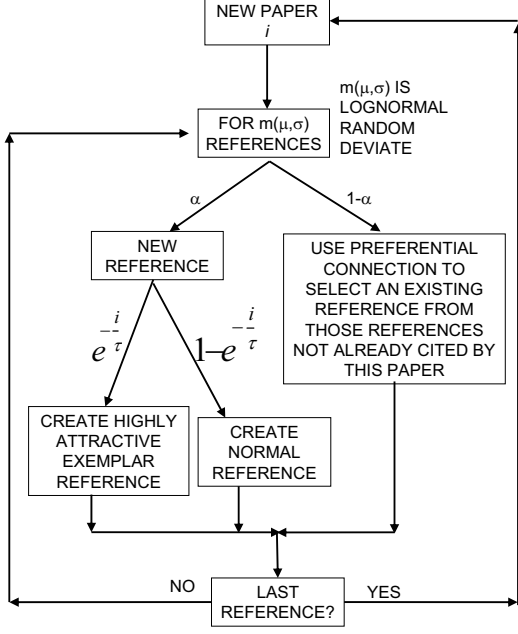 NEW PAPER
i
m(μ,σ) IS
LOGNORMAL
RANDOM
DEVIATE
FOR m(μ,σ)
REFERENCES
α
1-α
NEW
REFERENCE
USE PREFERENTIAL
CONNECTION TO
SELECT AN EXISTING
REFERENCE FROM
THOSE REFERENCES
NOT ALREADY CITED BY
THIS PAPER
e^{-\frac{i}{τ}}
1-e^{-\frac{i}{τ}}
CREATE HIGHLY
ATTRACTIVE
EXEMPLAR
REFERENCE
CREATE
NORMAL
REFERENCE
NO
LAST
REFERENCE?
YES